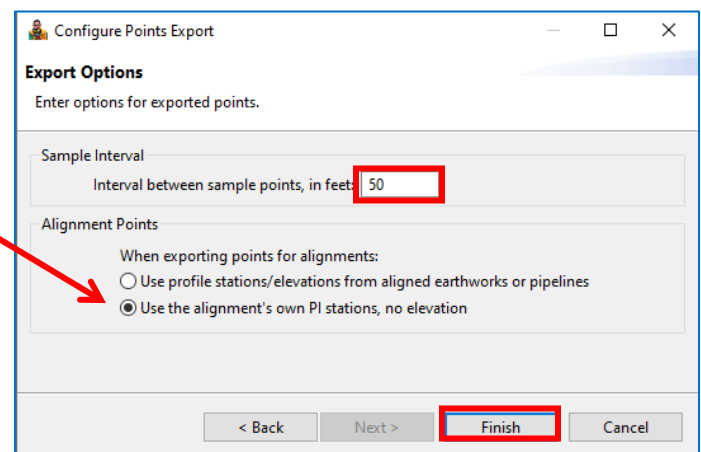 Configure Points Export
Export Options
Enter options for exported points.
Sample Interval
Interval between sample points, in feet: 50
Alignment Points
When exporting points for alignments:
Use profile stations/elevations from aligned earthworks or pipelines
Use the alignment's own PI stations, no elevation
< Back Next > Finish Cancel